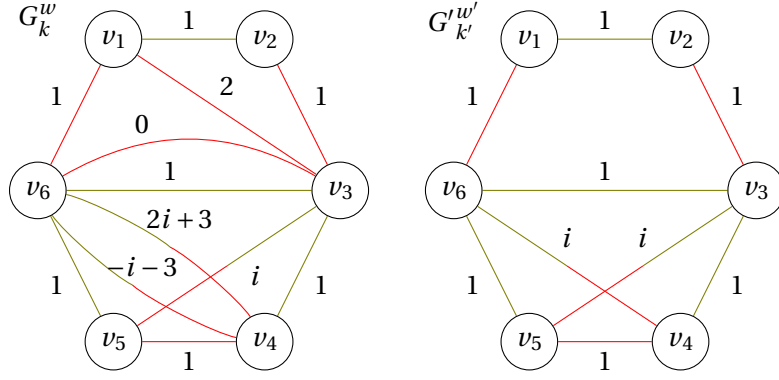 G_k^w
v₁ 1 v₂
1 2 1
0
v₆ 1 v₃
2i+3
−i−3
1 i 1
v₅ 1 v₄
G′_{k′}^{w′}
v₁ 1 v₂
1 1
v₆ 1 v₃
i i
1 1
v₅ 1 v₄